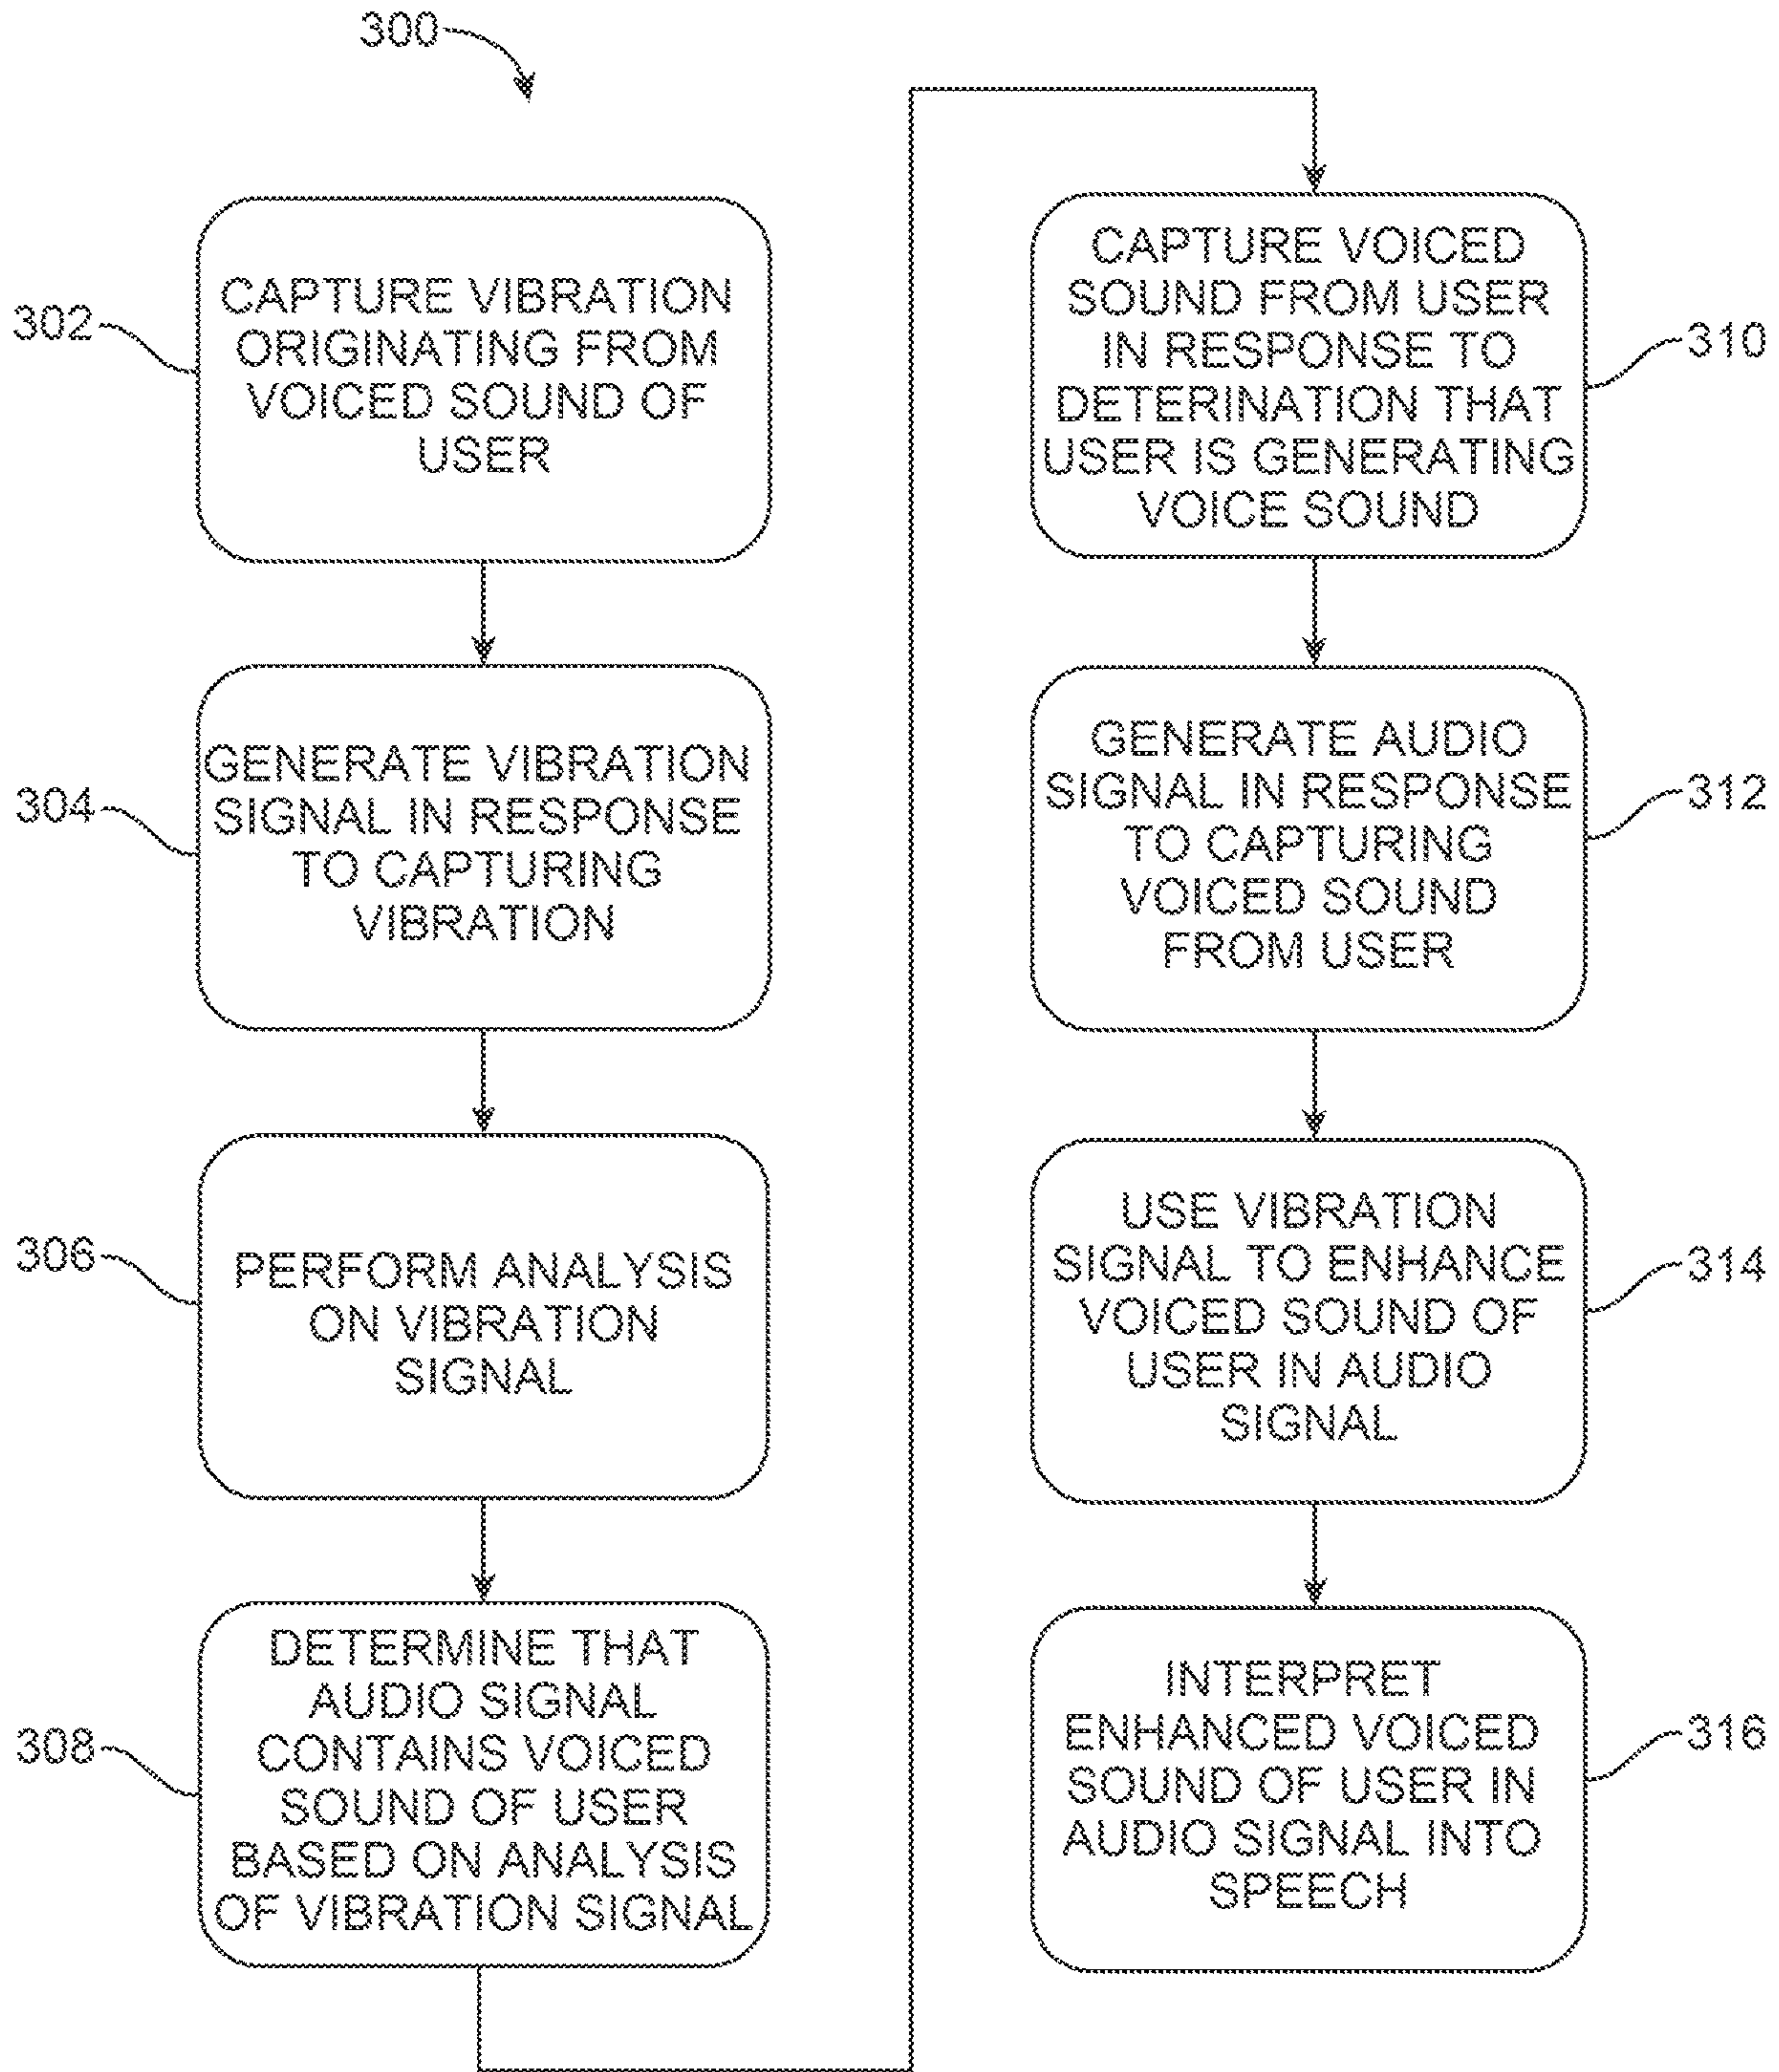 300
302
CAPTURE VIBRATION
ORIGINATING FROM
VOICED SOUND OF
USER
304
GENERATE VIBRATION
SIGNAL IN RESPONSE
TO CAPTURING
VIBRATION
306
PERFORM ANALYSIS
ON VIBRATION
SIGNAL
308
DETERMINE THAT
AUDIO SIGNAL
CONTAINS VOICED
SOUND OF USER
BASED ON ANALYSIS
OF VIBRATION SIGNAL
CAPTURE VOICED
SOUND FROM USER
IN RESPONSE TO
DETERINATION THAT
USER IS GENERATING
VOICE SOUND
310
GENERATE AUDIO
SIGNAL IN RESPONSE
TO CAPTURING
VOICED SOUND
FROM USER
312
USE VIBRATION
SIGNAL TO ENHANCE
VOICED SOUND OF
USER IN AUDIO
SIGNAL
314
INTERPRET
ENHANCED VOICED
SOUND OF USER IN
AUDIO SIGNAL INTO
SPEECH
316